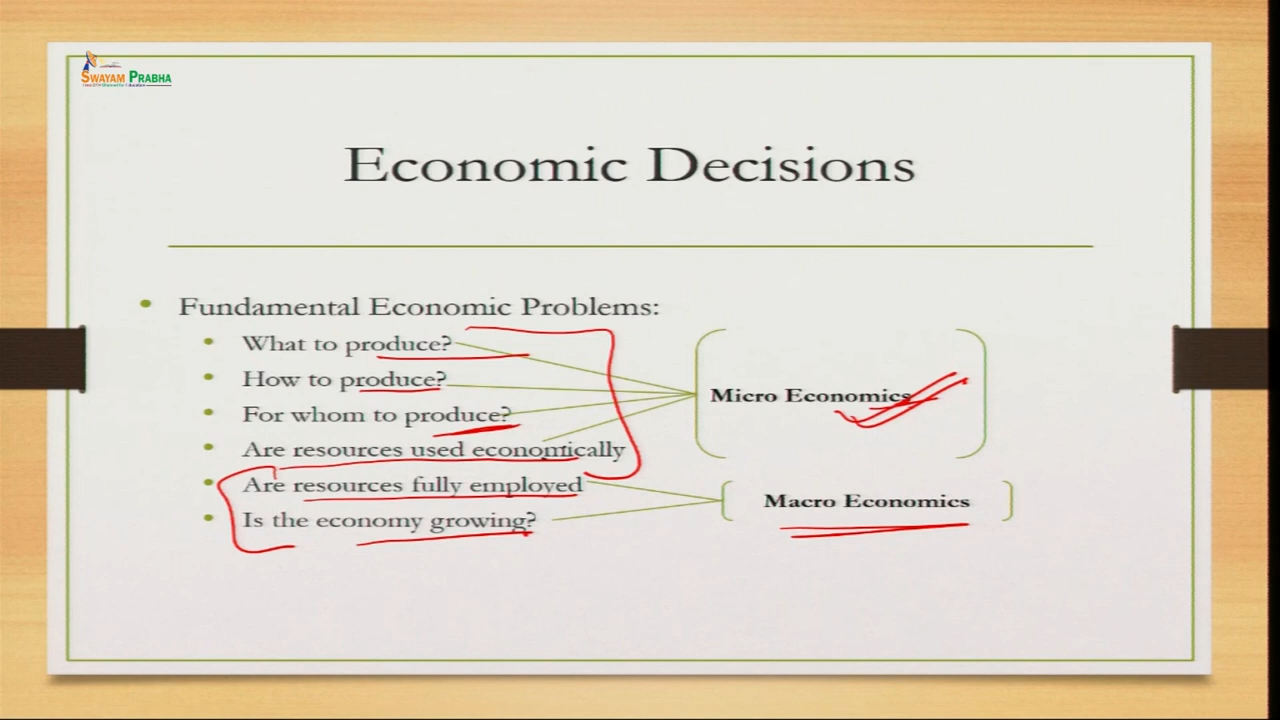 SWAYAM PRABHA
Economic Decisions
• Fundamental Economic Problems:
• What to produce?
• How to produce?
• For whom to produce?
• Are resources used economically
• Are resources fully employed
• Is the economy growing?
Micro Economics
Macro Economics